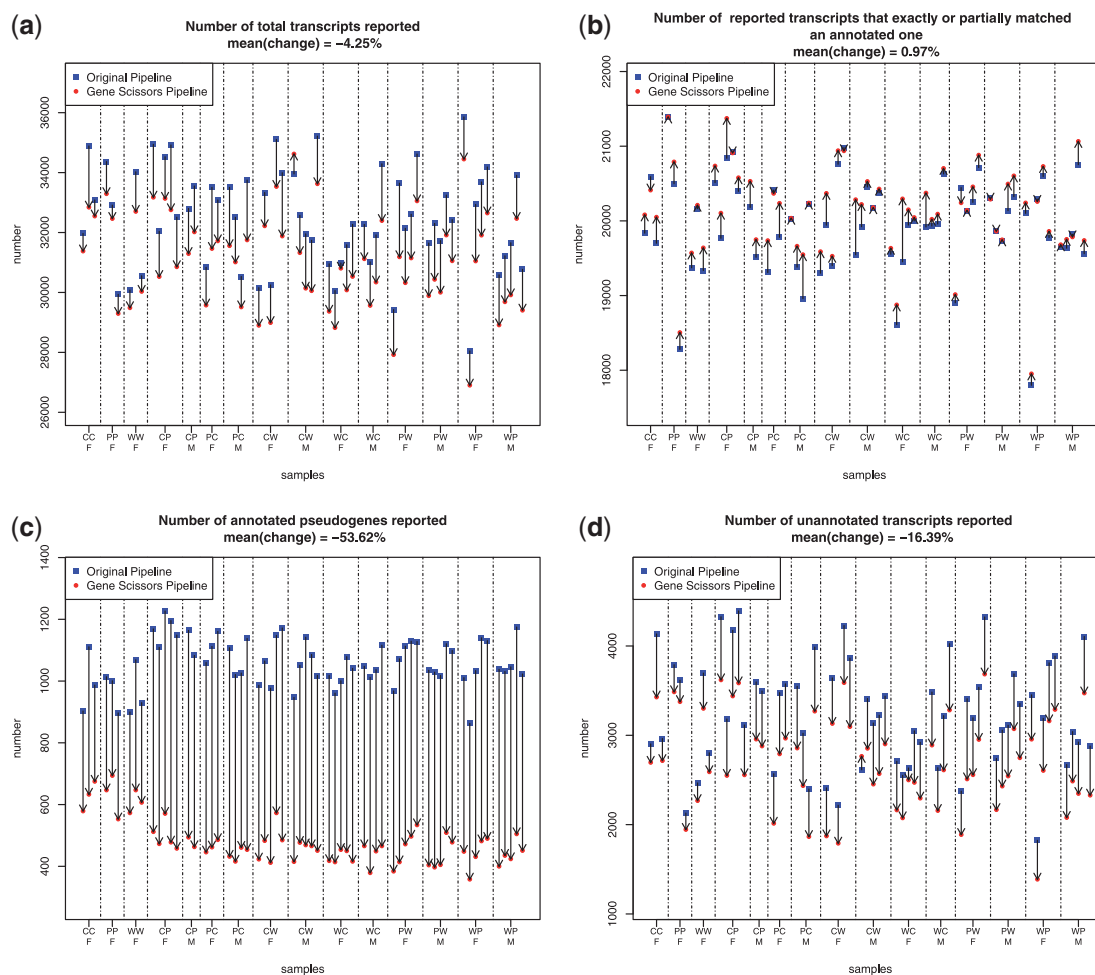 (a)
Number of total transcripts reported
mean(change) = −4.25%
Original Pipeline
Gene Scissors Pipeline
number
36000
34000
32000
30000
28000
26000
CC PP WW CP CP PC PC CW CW WC WC PW PW WP WP
F F F F M F M F M F M F M F M
samples
(b)
Number of reported transcripts that exactly or partially matched
an annotated one
mean(change) = 0.97%
Original Pipeline
Gene Scissors Pipeline
number
22000
21000
20000
19000
18000
CC PP WW CP CP PC PC CW CW WC WC PW PW WP WP
F F F F M F M F M F M F M F M
samples
(c)
Number of annotated pseudogenes reported
mean(change) = −53.62%
Original Pipeline
Gene Scissors Pipeline
number
1400
1200
1000
800
600
400
CC PP WW CP CP PC PC CW CW WC WC PW PW WP WP
F F F F M F M F M F M F M F M
samples
(d)
Number of unannotated transcripts reported
mean(change) = −16.39%
Original Pipeline
Gene Scissors Pipeline
number
4000
3000
2000
1000
CC PP WW CP CP PC PC CW CW WC WC PW PW WP WP
F F F F M F M F M F M F M F M
samples